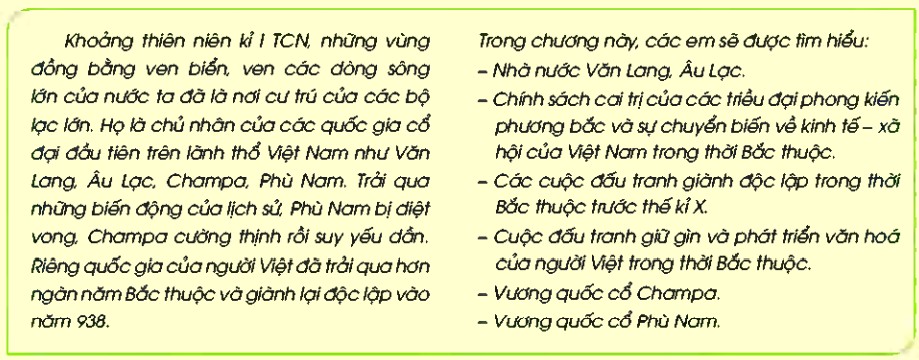 Khoảng thiên niên kỉ I TCN, những vùng
đồng bằng ven biển, ven các dòng sông
lớn của nước ta đã là nơi cư trú của các bộ
lạc lớn. Họ là chủ nhân của các quốc gia cổ
đại đầu tiên trên lãnh thổ Việt Nam như Văn
Lang, Âu Lạc, Champa, Phù Nam. Trải qua
những biến động của lịch sử, Phù Nam bị diệt
vong, Champa cường thịnh rồi suy yếu dần.
Riêng quốc gia của người Việt đã trải qua hơn
ngàn năm Bắc thuộc và giành lại độc lập vào
năm 938.
Trong chương này, các em sẽ được tìm hiểu:
– Nhà nước Văn Lang, Âu Lạc.
– Chính sách cai trị của các triều đại phong kiến
phương bắc và sự chuyển biến về kinh tế – xã
hội của Việt Nam trong thời Bắc thuộc.
– Các cuộc đấu tranh giành độc lập trong thời
Bắc thuộc trước thế kỉ X.
– Cuộc đấu tranh giữ gìn và phát triển văn hoá
của người Việt trong thời Bắc thuộc.
– Vương quốc cổ Champa.
– Vương quốc cổ Phù Nam.